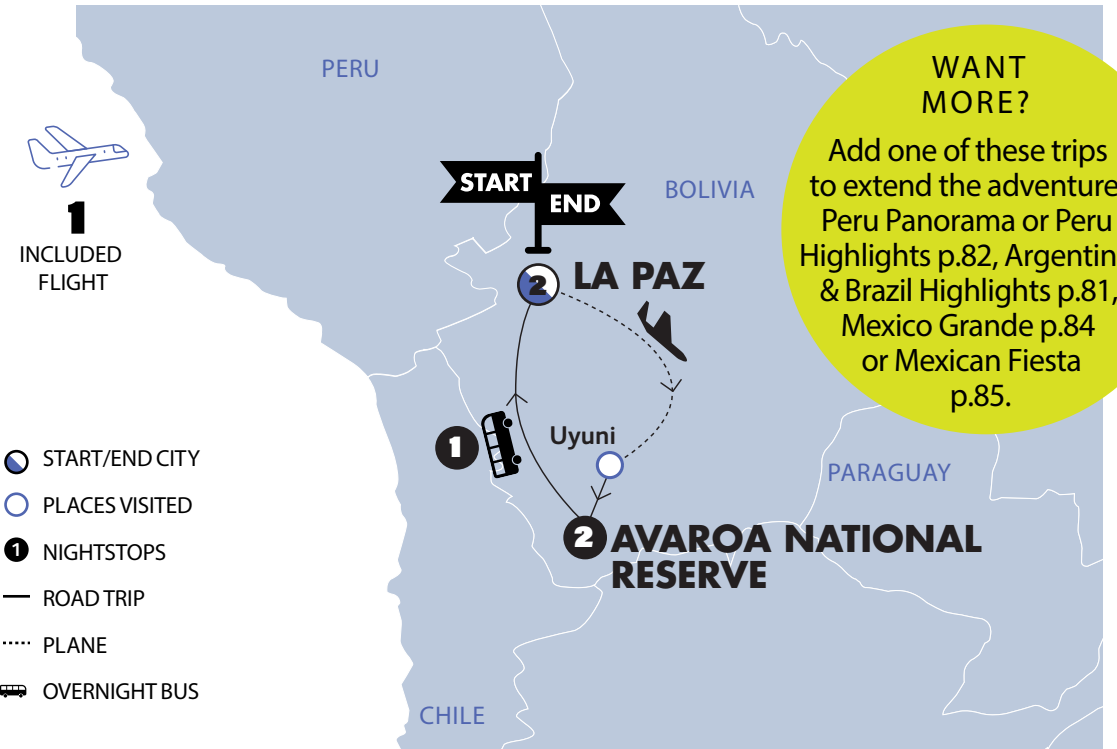 PERU
WANT
MORE?
Add one of these trips
to extend the adventure
Peru Panorama or Peru
Highlights p.82, Argentin
& Brazil Highlights p.81,
Mexico Grande p.84
or Mexican Fiesta
p.85.
1
INCLUDED
FLIGHT
START
END
BOLIVIA
2 LA PAZ
1
Uyuni
PARAGUAY
2 AVAROA NATIONAL
RESERVE
START/END CITY
PLACES VISITED
1 NIGHTSTOPS
ROAD TRIP
PLANE
OVERNIGHT BUS
CHILE